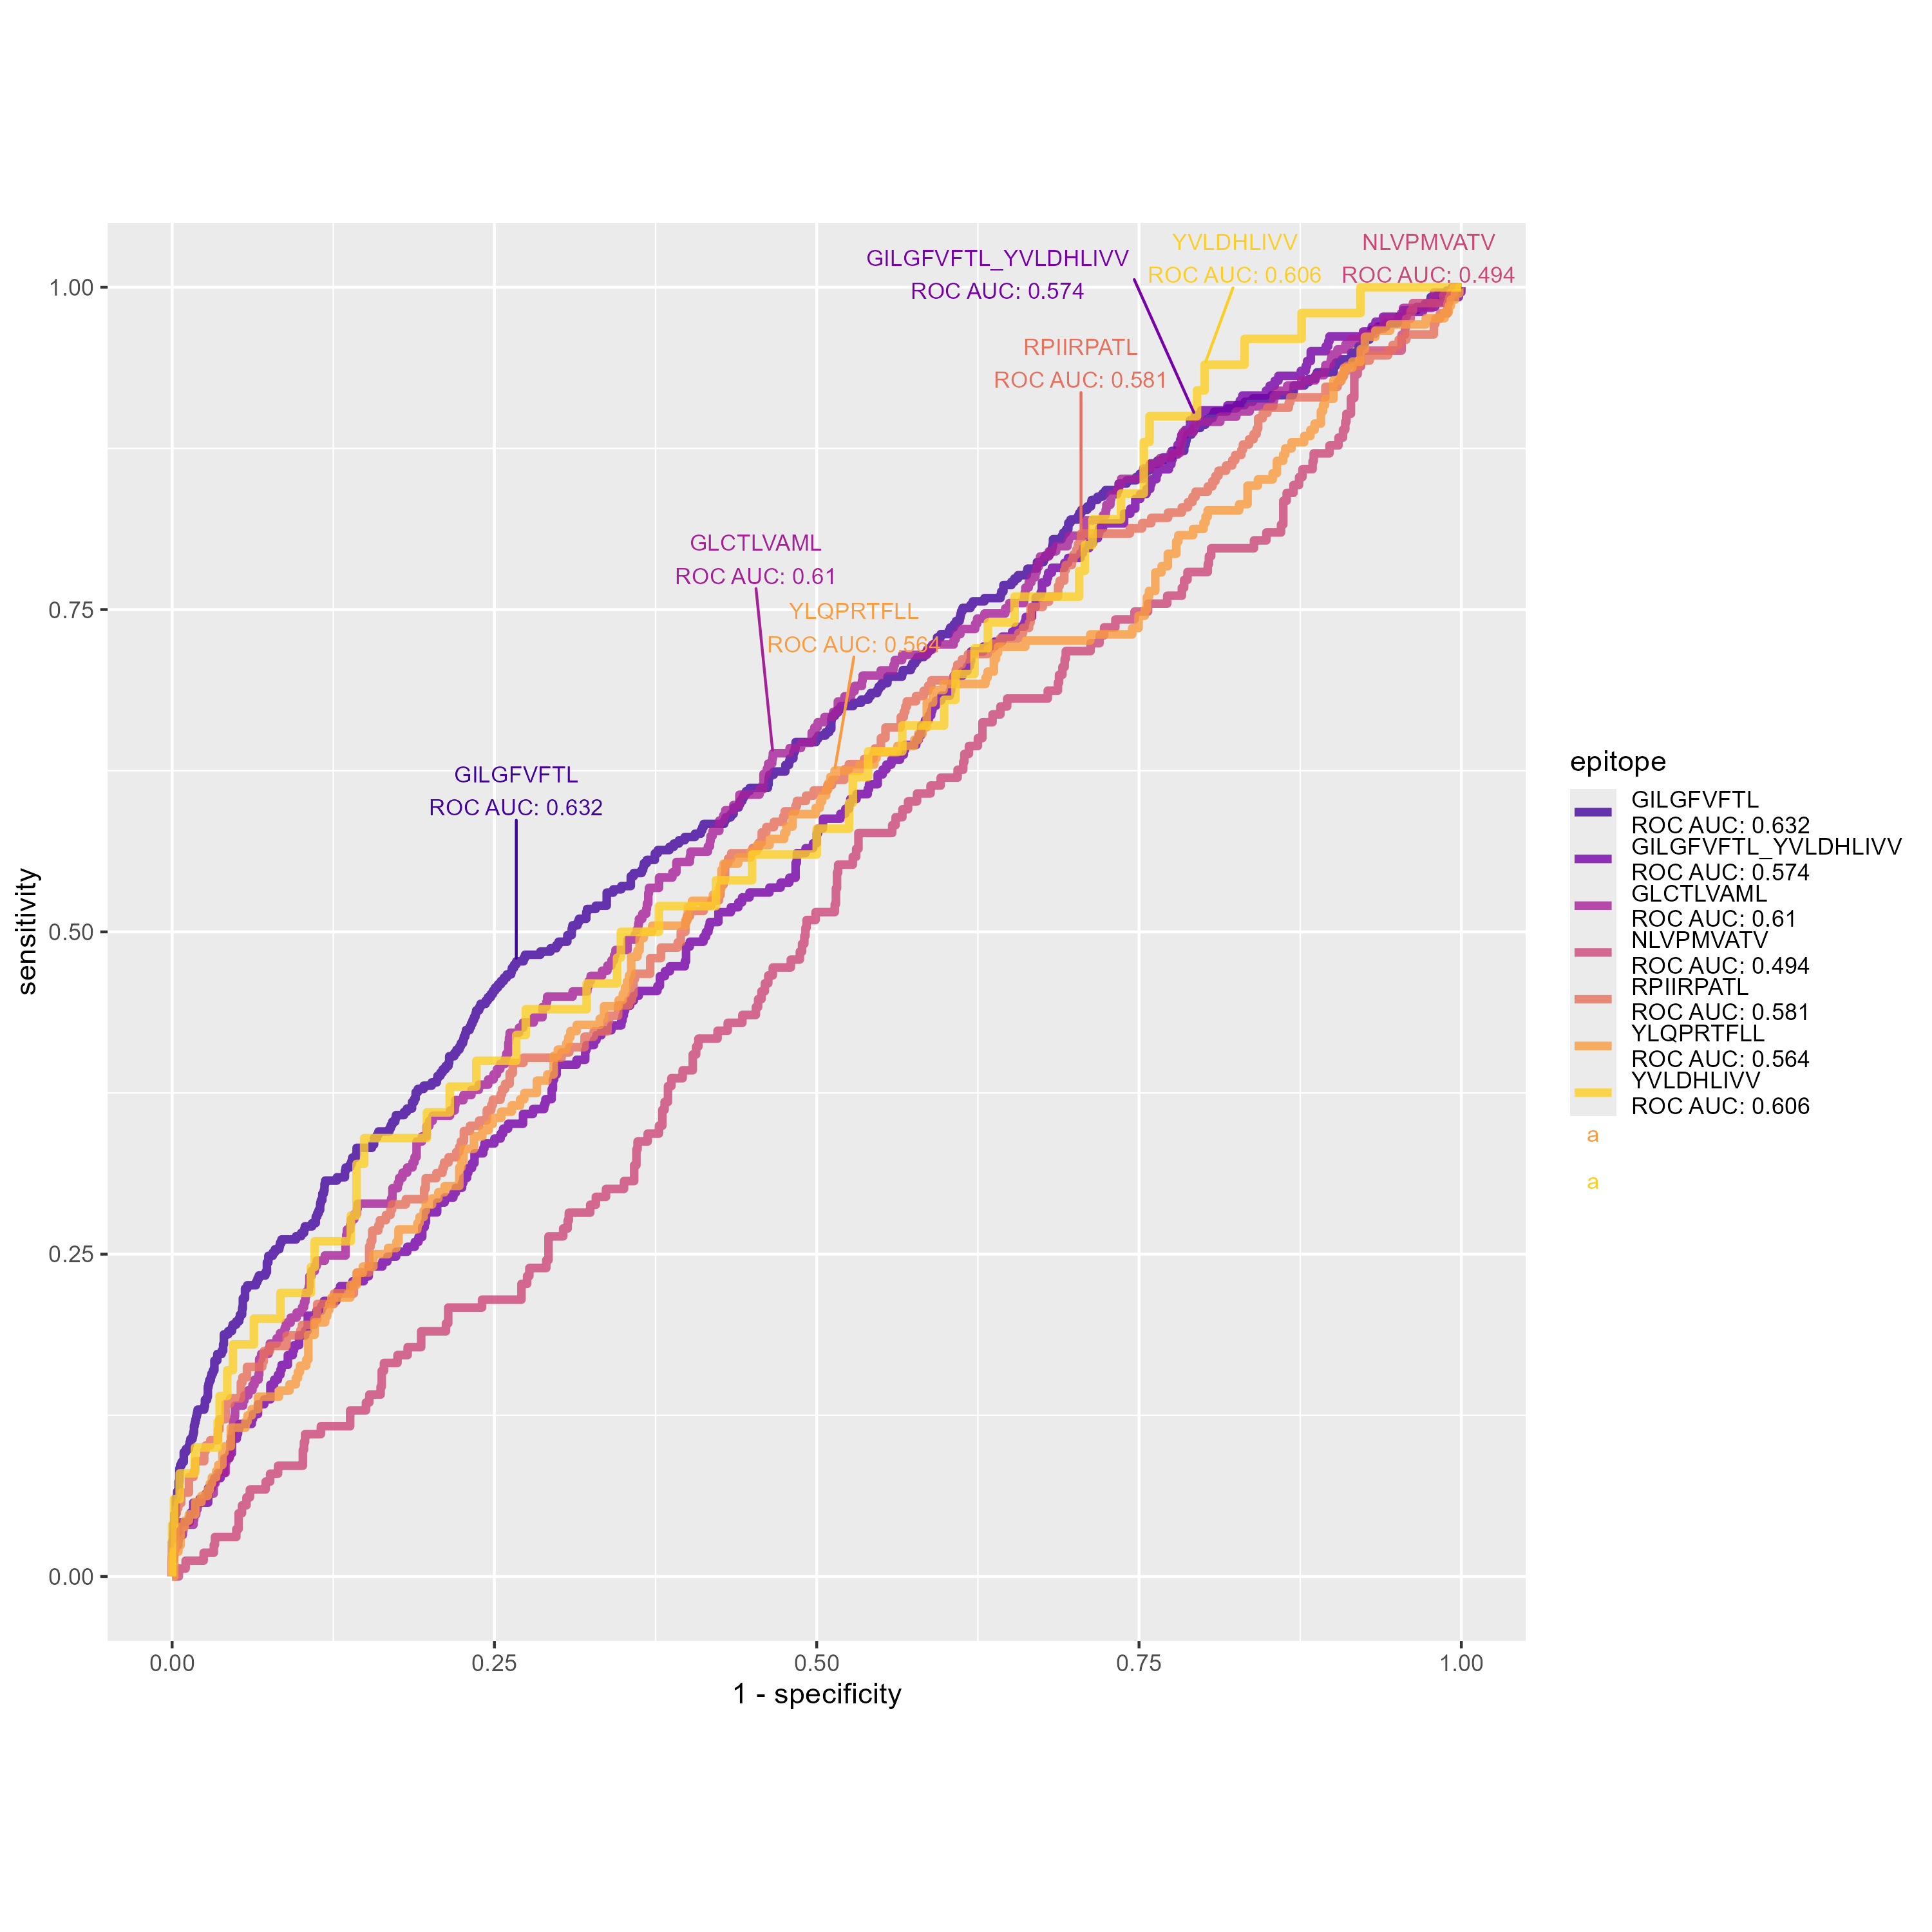 GILGFVFTL_YVLDHLIVV
ROC AUC: 0.574
YVLDHLIVV
ROC AUC: 0.606
NLVPMVATV
ROC AUC: 0.494
RPIIRPATL
ROC AUC: 0.581
GLCTLVAML
ROC AUC: 0.61
YLQPRTFLL
ROC AUC: 0.564
GILGFVFTL
ROC AUC: 0.632
1.00
0.75
0.50
0.25
0.00
sensitivity
0.00
0.25
0.50
0.75
1.00
1 - specificity
epitope
GILGFVFTL
ROC AUC: 0.632
GILGFVFTL_YVLDHLIVV
ROC AUC: 0.574
GLCTLVAML
ROC AUC: 0.61
NLVPMVATV
ROC AUC: 0.494
RPIIRPATL
ROC AUC: 0.581
YLQPRTFLL
ROC AUC: 0.564
YVLDHLIVV
ROC AUC: 0.606
a
a